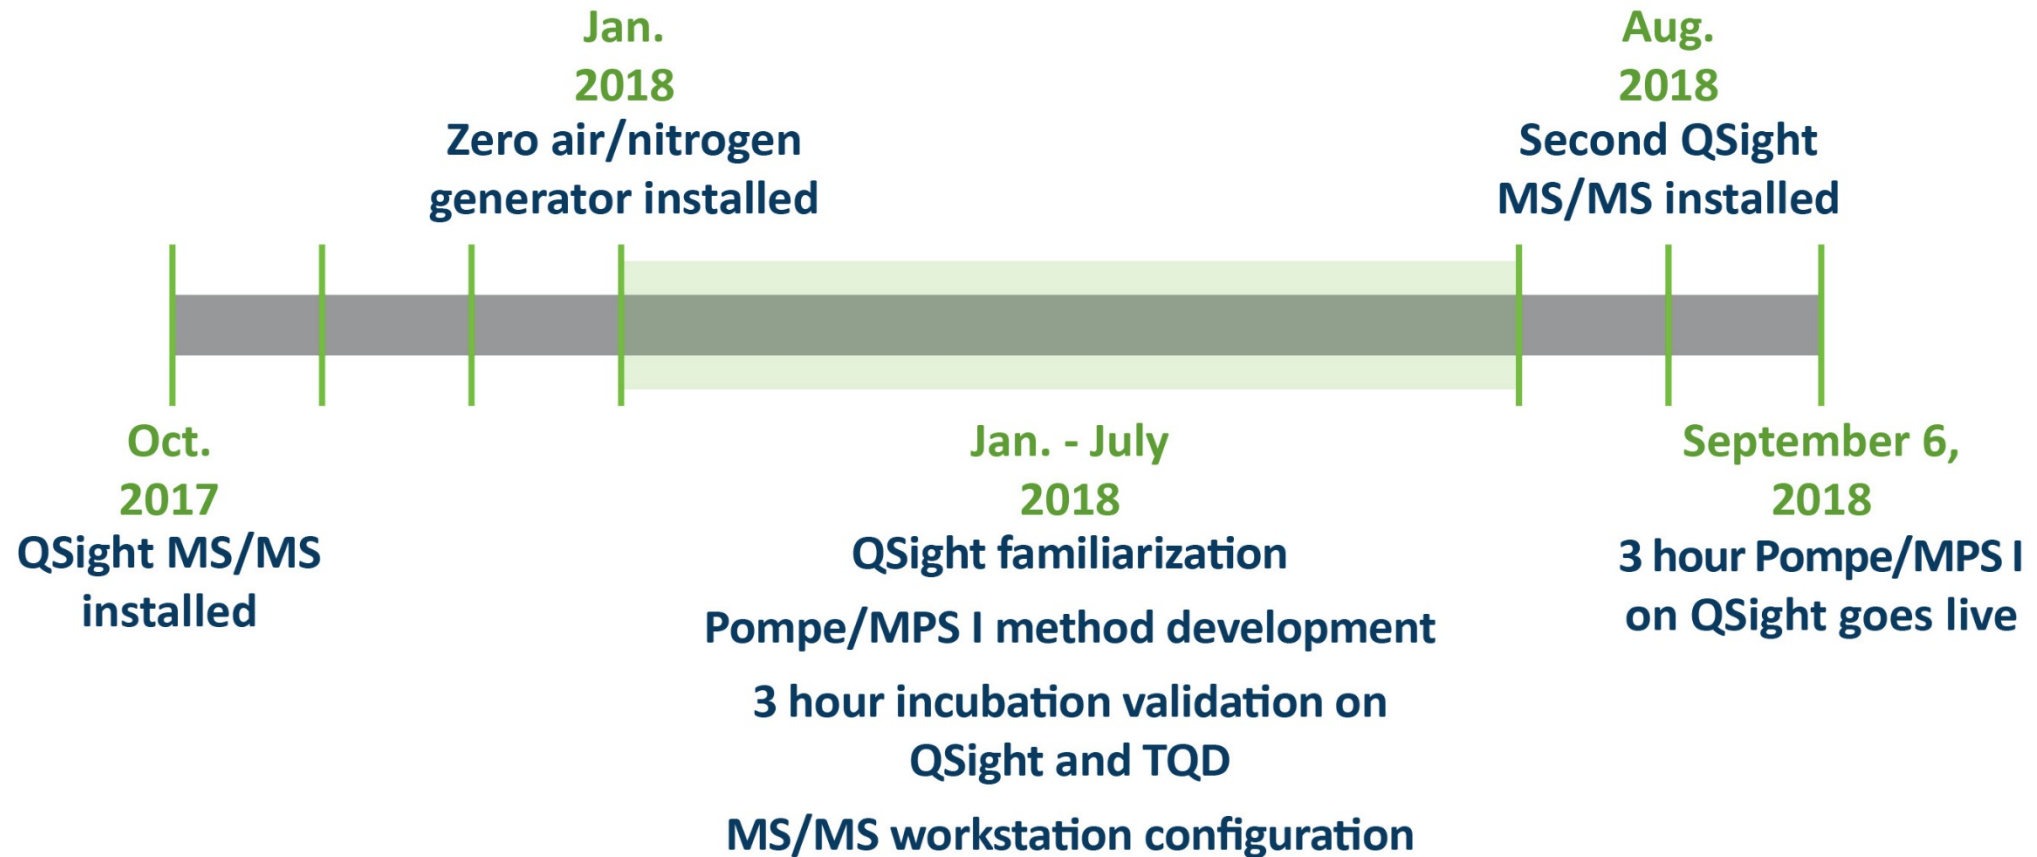 Jan.
2018
Zero air/nitrogen
generator installed
Aug.
2018
Second QSight
MS/MS installed
Oct.
2017
QSight MS/MS
installed
Jan. - July
2018
QSight familiarization
Pompe/MPS I method development
3 hour incubation validation on
QSight and TQD
MS/MS workstation configuration
September 6,
2018
3 hour Pompe/MPS I
on QSight goes live